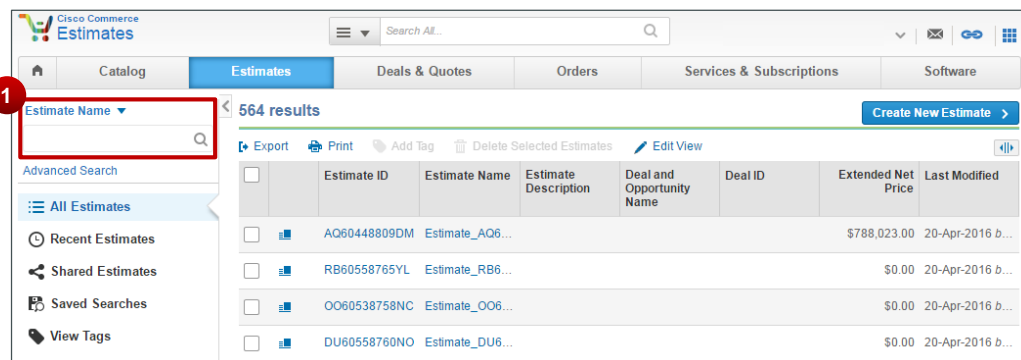 Cisco Commerce
Estimates
Search All...
Catalog
Estimates
Deals & Quotes
Orders
Services & Subscriptions
Software
1
Estimate Name
Advanced Search
All Estimates
Recent Estimates
Shared Estimates
Saved Searches
View Tags
564 results
Create New Estimate
Export
Print
Add Tag
Delete Selected Estimates
Edit View
Estimate ID Estimate Name Estimate Description Deal and Opportunity Name Deal ID Extended Net Price Last Modified
AQ60448809DM Estimate_AQ6... $788,023.00 20-Apr-2016 b...
RB60558765YL Estimate_RB6... $0.00 20-Apr-2016 b...
OO60538758NC Estimate_OO6... $0.00 20-Apr-2016 b...
DU60558760NO Estimate_DU6... $0.00 20-Apr-2016 b...